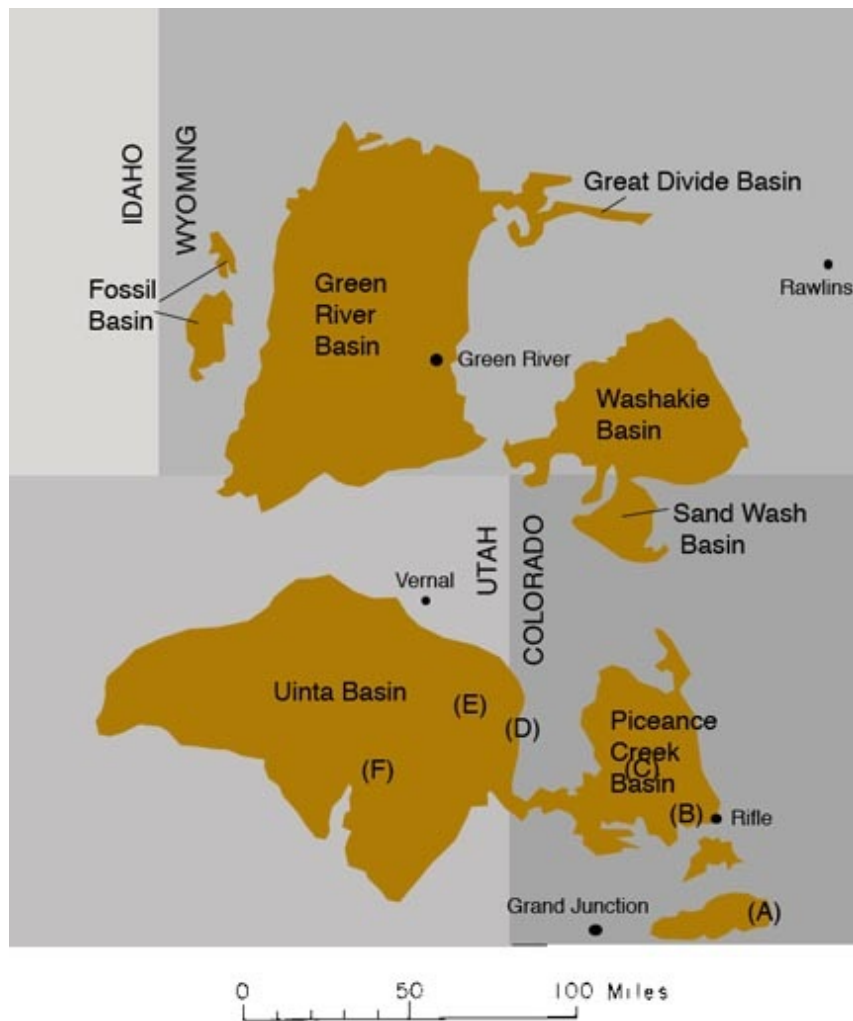 IDAHO
WYOMING
Great Divide Basin
Fossil
Basin
Green
River
Basin
Rawlins
Green River
Washakie
Basin
Sand Wash
Basin
UTAH
COLORADO
Vernal
Uinta Basin
(E)
(D)
(F)
Piceance
Creek
(C)
Basin
(B)
Rifle
Grand Junction
(A)
0 50 100 Miles